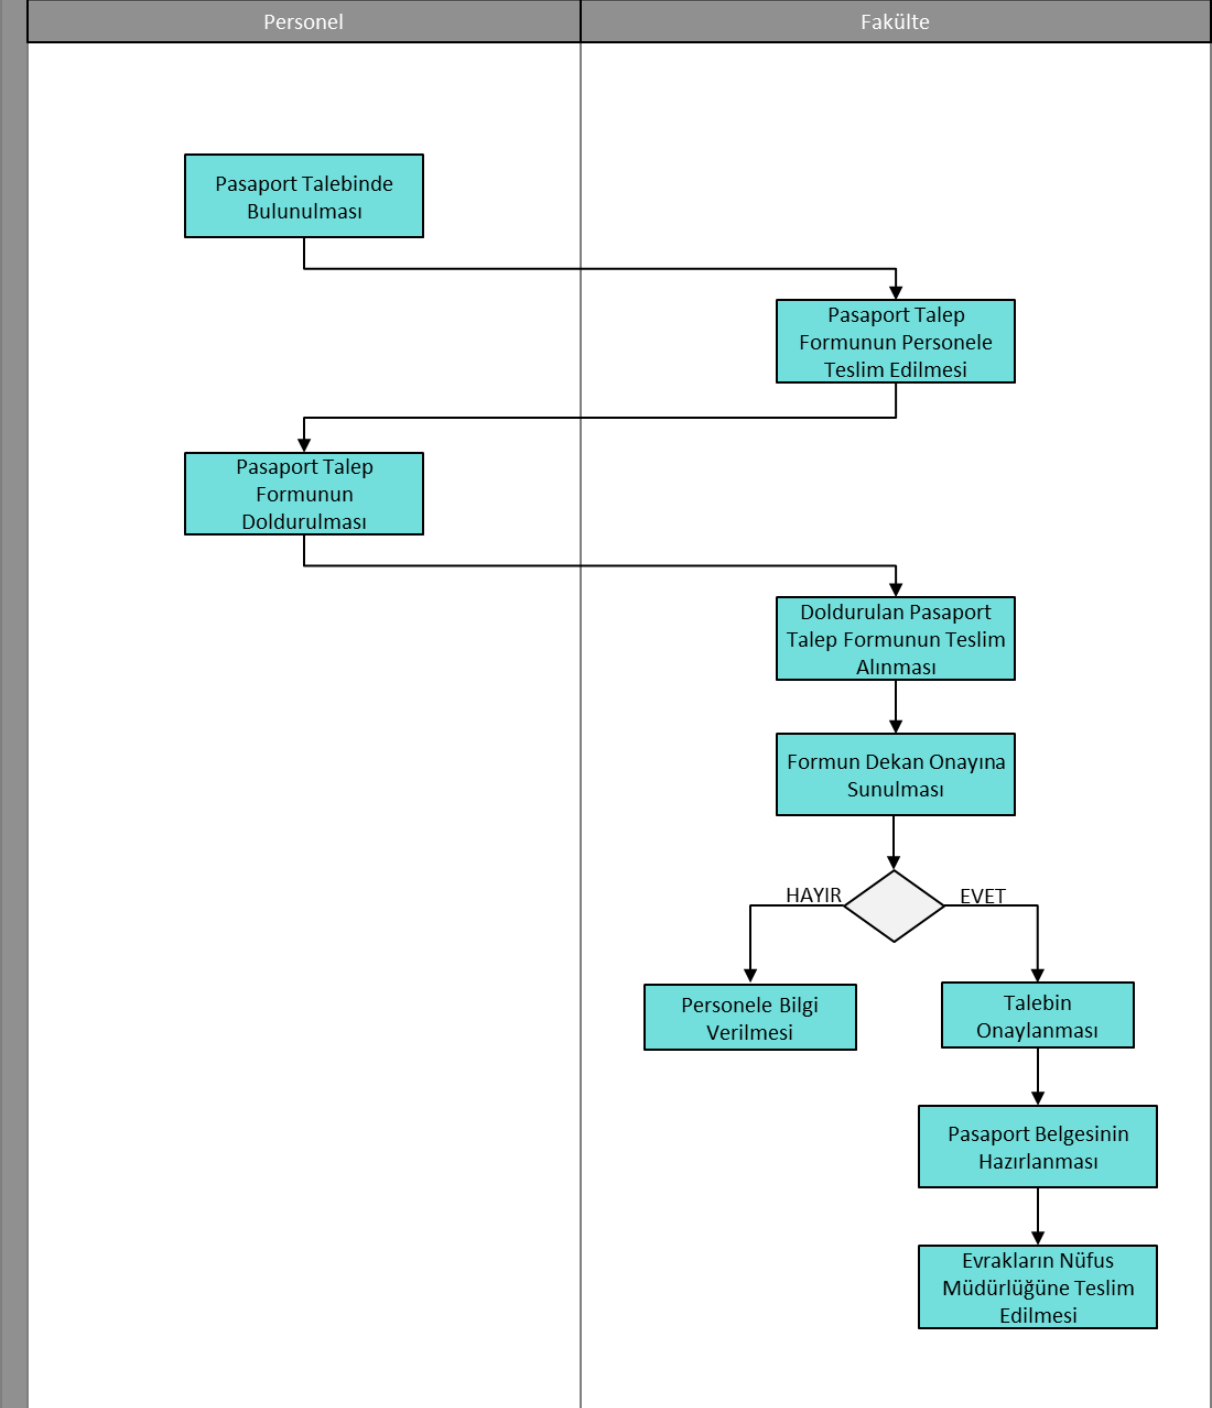 Personel
Fakülte
Pasaport Talebinde
Bulunulması
Pasaport Talep
Formunun Personele
Teslim Edilmesi
Pasaport Talep
Formunun
Doldurulması
Doldurulan Pasaport
Talep Formunun Teslim
Alınması
Formun Dekan Onayına
Sunulması
HAYIR
EVET
Personele Bilgi
Verilmesi
Talebin
Onaylanması
Pasaport Belgesinin
Hazırlanması
Evrakların Nüfus
Müdürlüğüne Teslim
Edilmesi